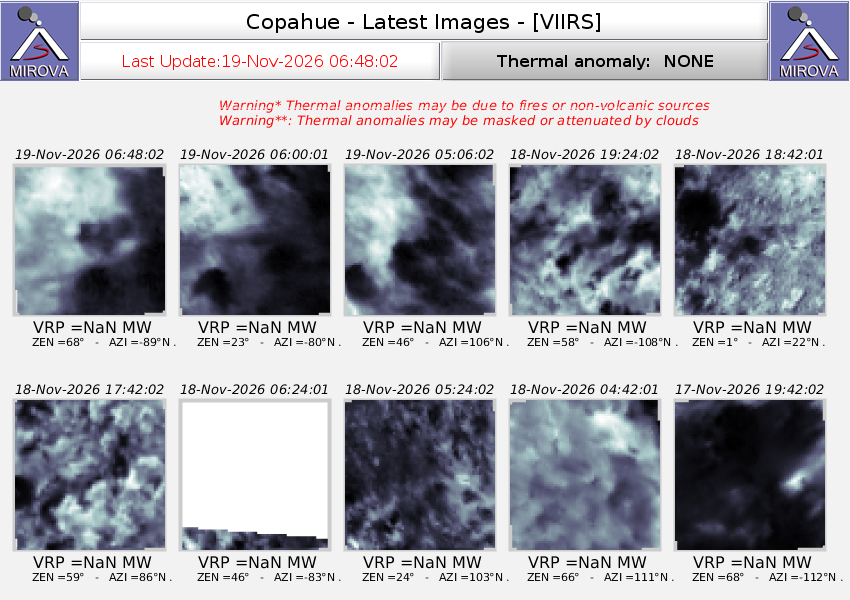 Copahue - Latest Images - [VIIRS]
MIROVA
Last Update:19-Nov-2026 06:48:02
Thermal anomaly: NONE
MIROVA
Warning* Thermal anomalies may be due to fires or non-volcanic sources
Warning**: Thermal anomalies may be masked or attenuated by clouds
19-Nov-2026 06:48:02
19-Nov-2026 06:00:01
19-Nov-2026 05:06:02
18-Nov-2026 19:24:02
18-Nov-2026 18:42:01
VRP =NaN MW
VRP =NaN MW
VRP =NaN MW
VRP =NaN MW
VRP =NaN MW
ZEN =68° - AZI =-89°N .
ZEN =23° - AZI =-80°N .
ZEN =46° - AZI =106°N .
ZEN =58° - AZI =-108°N .
ZEN =1° - AZI =22°N .
18-Nov-2026 17:42:02
18-Nov-2026 06:24:01
18-Nov-2026 05:24:02
18-Nov-2026 04:42:01
17-Nov-2026 19:42:02
VRP =NaN MW
VRP =NaN MW
VRP =NaN MW
VRP =NaN MW
VRP =NaN MW
ZEN =59° - AZI =86°N .
ZEN =46° - AZI =-83°N .
ZEN =24° - AZI =103°N .
ZEN =66° - AZI =111°N .
ZEN =68° - AZI =-112°N .